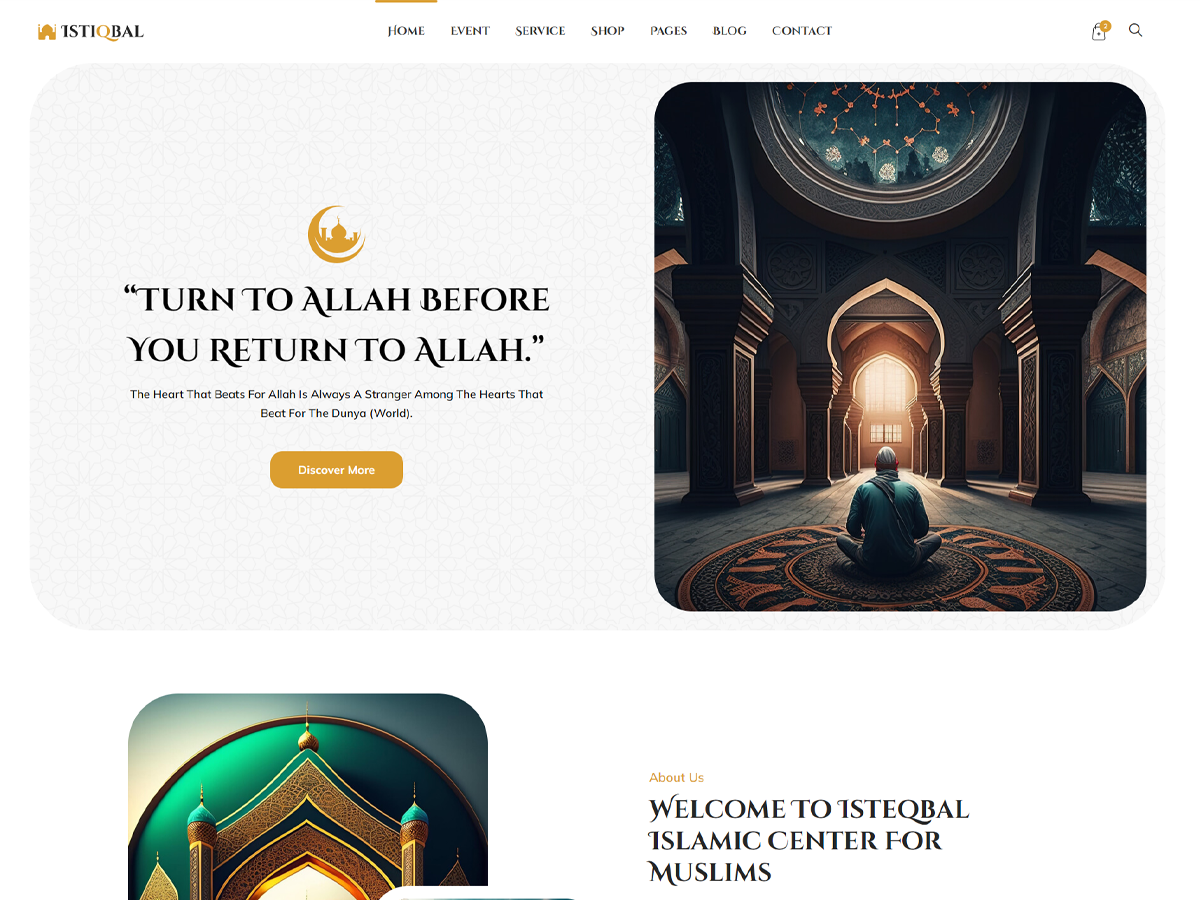 ISTIQBAL
HOME EVENT SERVICE SHOP PAGES BLOG CONTACT
“TURN TO ALLAH BEFORE
YOU RETURN TO ALLAH.”
The Heart That Beats For Allah Is Always A Stranger Among The Hearts That
Beat For The Dunya (World).
Discover More
About Us
WELCOME TO ISTEQBAL
ISLAMIC CENTER FOR
MUSLIMS